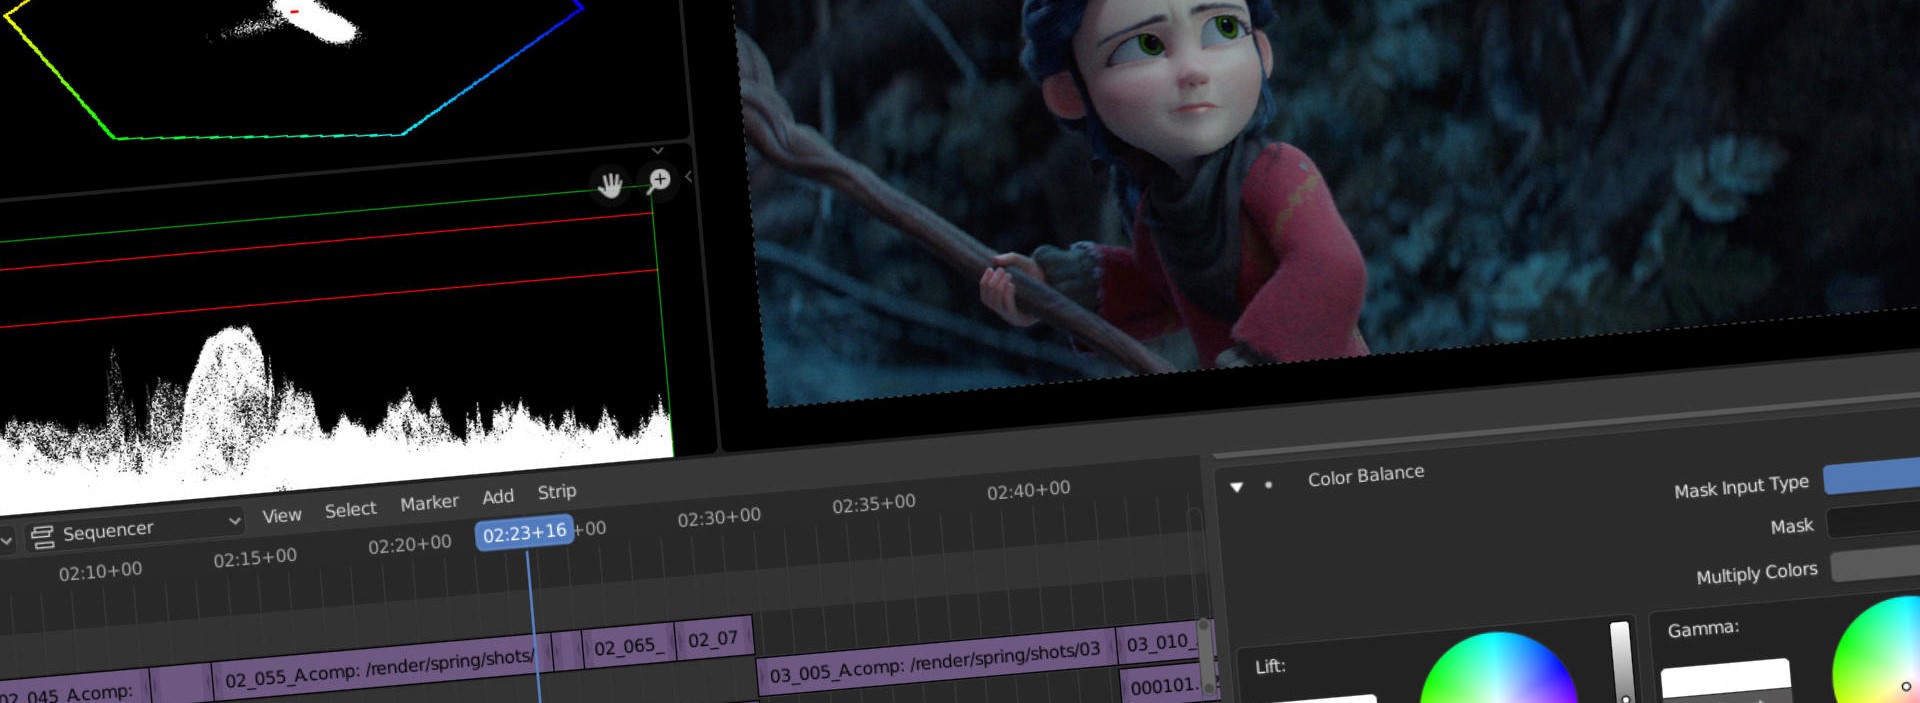 Sequencer View Select Marker Add Strip
02:10+00 02:15+00 02:20+00 02:23+16 +00 02:30+00 02:35+00 02:40+00
02_045_A.comp: 02_055_A.comp: /render/spring/shots/ 02_065_ 02_07
03_005_A.comp: /render/spring/shots/03 03_010_
000101.
Color Balance
Mask Input Type
Mask
Multiply Colors
Lift:
Gamma: